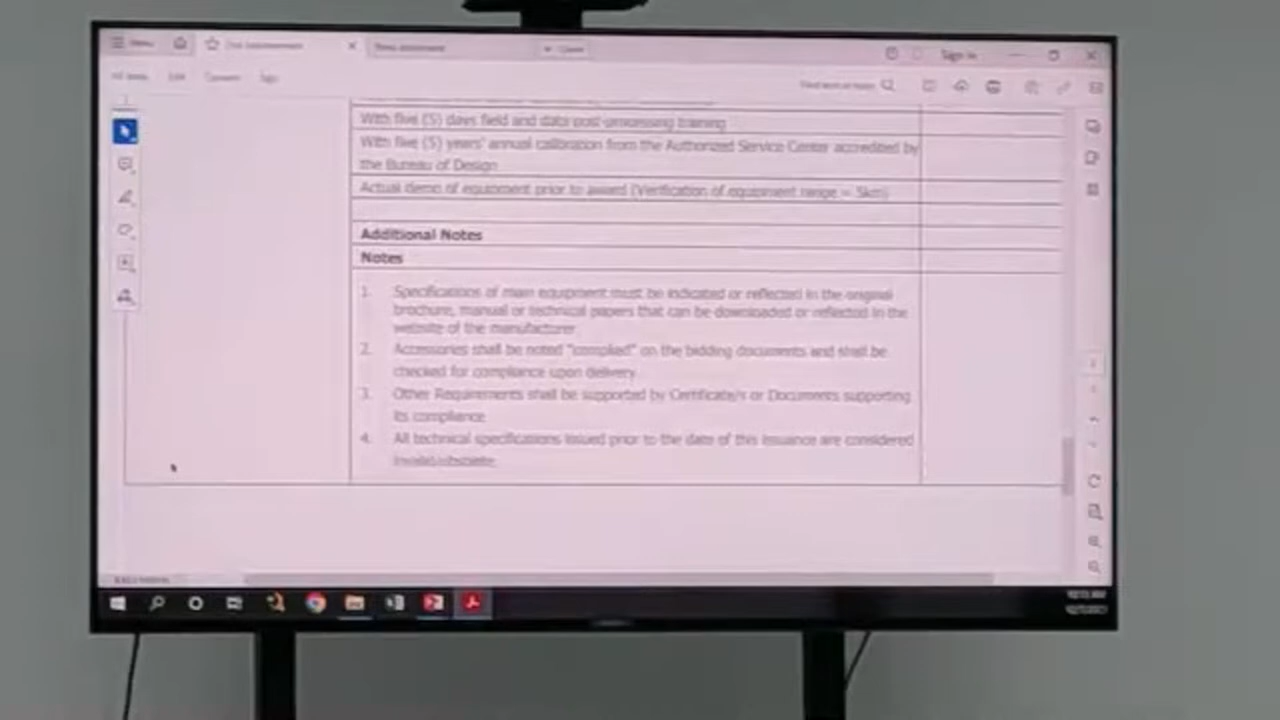 Menu
Sign in
With five (5) days field and data post-processing training
With five (5) years' annual calibration from the Authorized Service Center accredited by
the Bureau of Design
Actual demo of equipment prior to award (Verification of equipment range = 5km)
Additional Notes
Notes
1. Specifications of main equipment must be indicated or reflected in the original
brochure, manual or technical papers that can be downloaded or reflected in the
website of the manufacturer
2. Accessories shall be noted "complied" on the bidding documents and shall be
checked for compliance upon delivery.
3. Other Requirements shall be supported by Certificate/s or Documents supporting
its compliance
4. All technical specifications issued prior to the date of this issuance are considered
invalid/obsolete